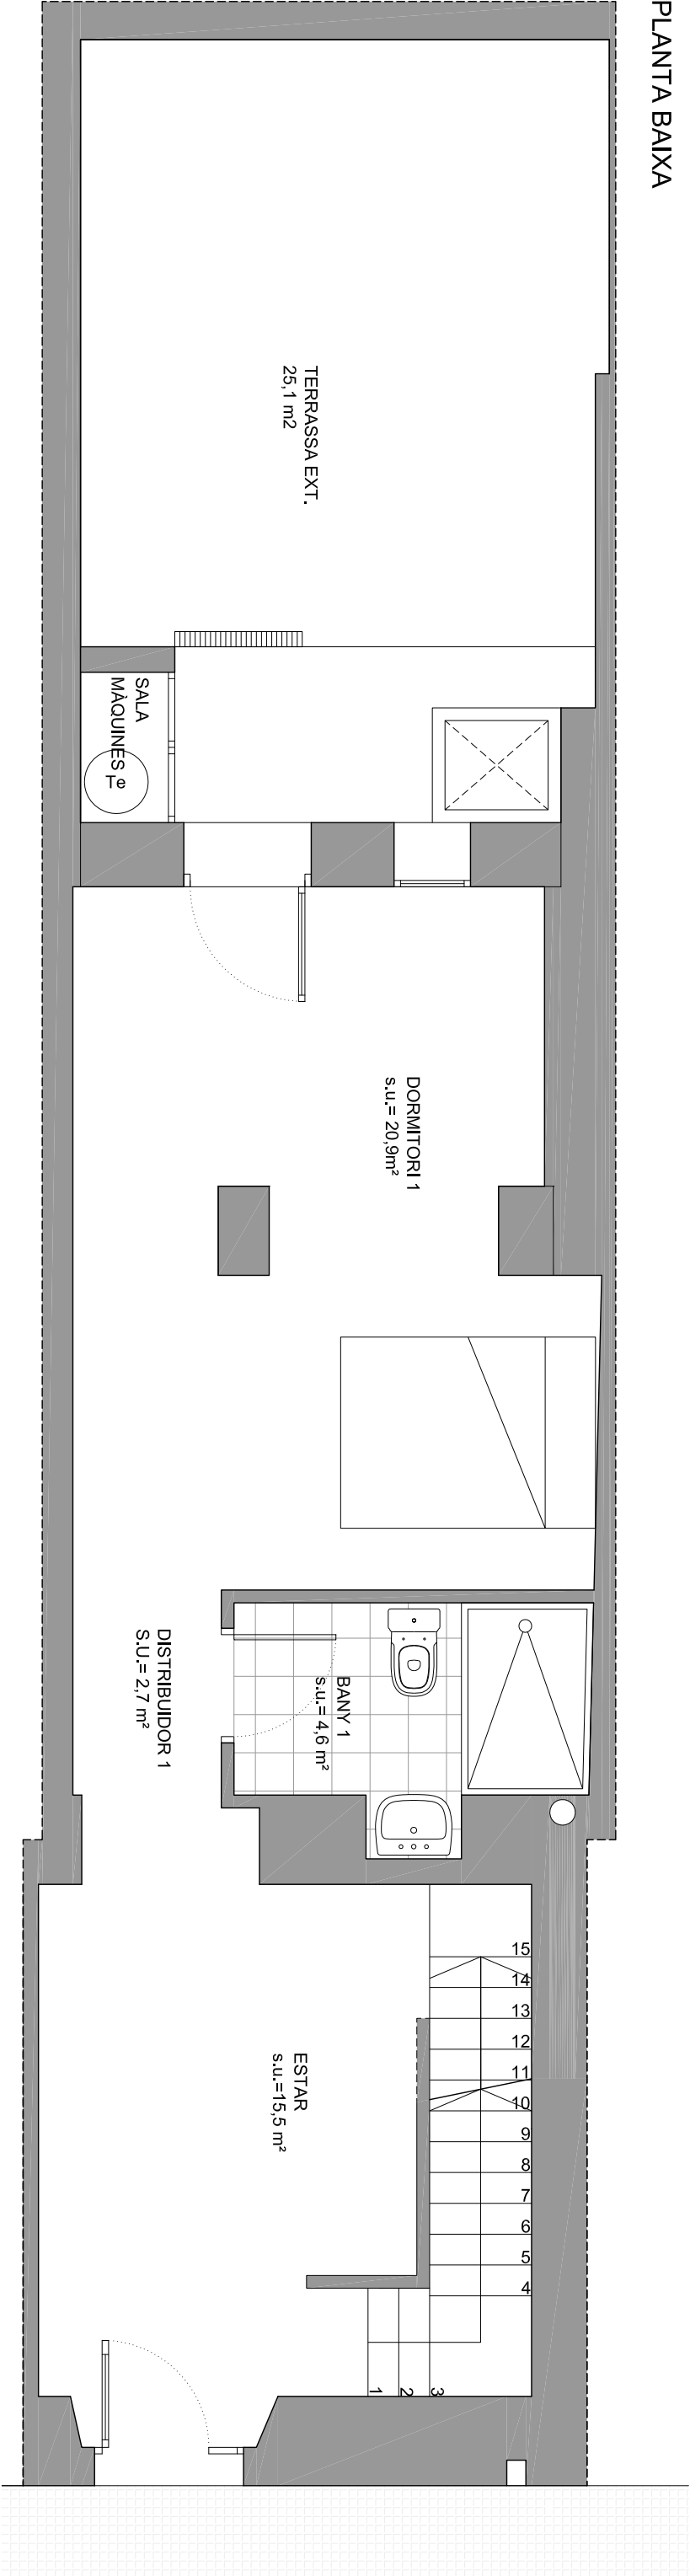 PLANTA BAIXA
TERRASSA EXT.
25,1 m2
SALA
MÀQUINES
Tº
DORMITORI 1
s.u.= 20,9m²
DISTRIBUIDOR 1
S.U.= 2,7 m²
BANY 1
s.u.= 4,6 m²
ESTAR
s.u.=15,5 m²
15
14
13
12
11
10
9
8
7
6
5
4
3
2
1